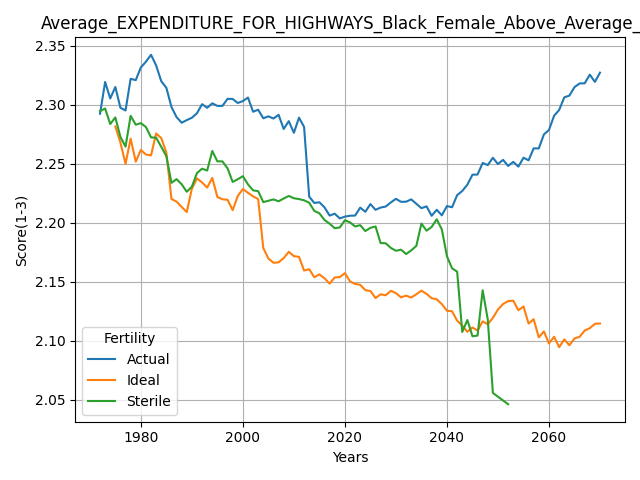 Average_EXPENDITURE_FOR_HIGHWAYS_Black_Female_Above_Average_
2.35
2.30
2.25
2.20
2.15
2.10
2.05
Score(1-3)
Fertility
Actual
Ideal
Sterile
1980 2000 2020 2040 2060
Years